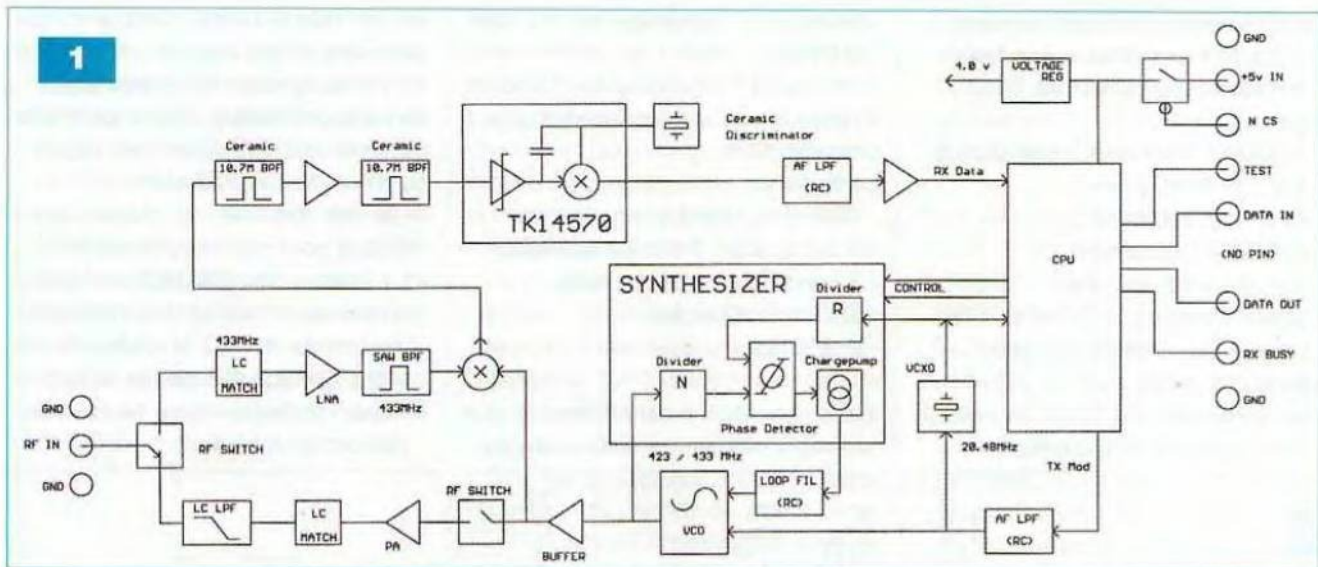 1
GND
4.0 v
VOLTAGE
REG
+5v IN
N CS
Ceramic
Discriminator
Ceramic
10.7M BPF
Ceramic
10.7M BPF
AF LPF
(RC)
RX Data
TEST
TK14570
DATA IN
CPU
(NO PIN)
SYNTHESIZER
Divider
R
CONTROL
DATA OUT
433MHz
LC
MATCH
LNA
SAW BPF
433MHz
Divider
N
Chargepump
Phase Detector
VCXO
RX BUSY
GND
GND
RF IN
GND
RF SWITCH
20.48MHz
TX Mod
423 / 433 MHz
LOOP FIL
(RC)
VCO
RF SWITCH
LC LPF
LC
MATCH
PA
BUFFER
AF LPF
(RC)